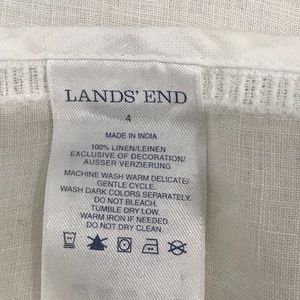 LANDS' END
4
MADE IN INDIA
100% LINEN/LEINEN
EXCLUSIVE OF DECORATION/
AUSSER VERZIERUNG
MACHINE WASH WARM DELICATE/
GENTLE CYCLE.
WASH DARK COLORS SEPARATELY.
DO NOT BLEACH.
TUMBLE DRY LOW.
WARM IRON IF NEEDED.
DO NOT DRY CLEAN.